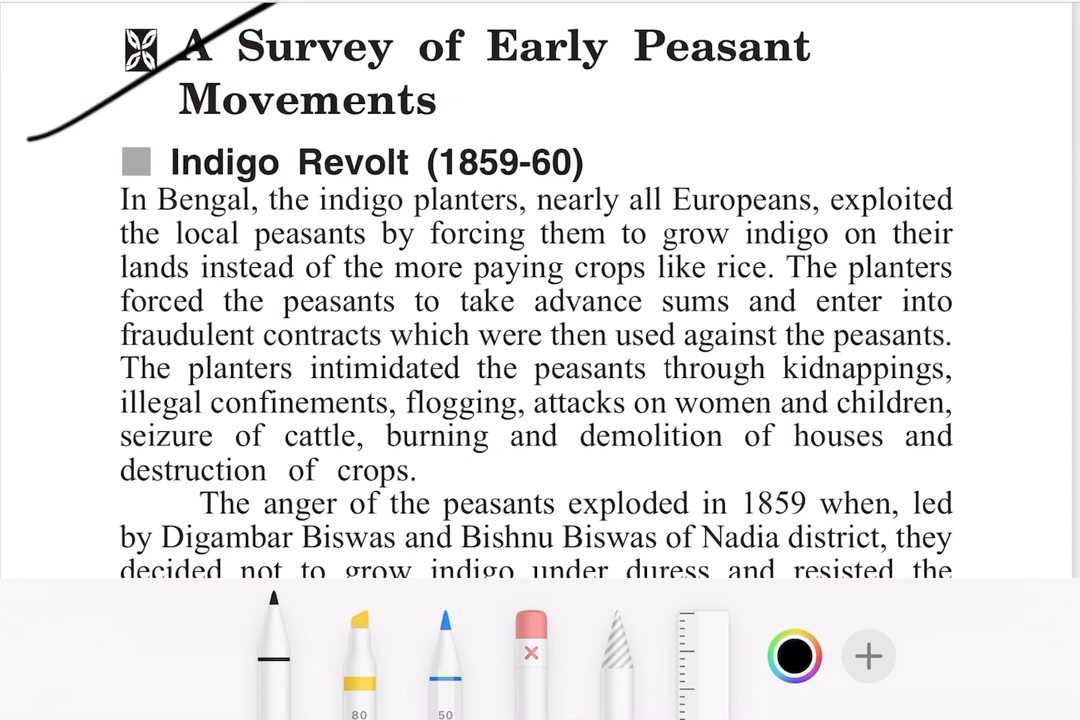 A Survey of Early Peasant
Movements
Indigo Revolt (1859-60)
In Bengal, the indigo planters, nearly all Europeans, exploited
the local peasants by forcing them to grow indigo on their
lands instead of the more paying crops like rice. The planters
forced the peasants to take advance sums and enter into
fraudulent contracts which were then used against the peasants.
The planters intimidated the peasants through kidnappings,
illegal confinements, flogging, attacks on women and children,
seizure of cattle, burning and demolition of houses and
destruction of crops.
The anger of the peasants exploded in 1859 when, led
by Digambar Biswas and Bishnu Biswas of Nadia district, they
decided not to grow indigo under duress and resisted the
80 50